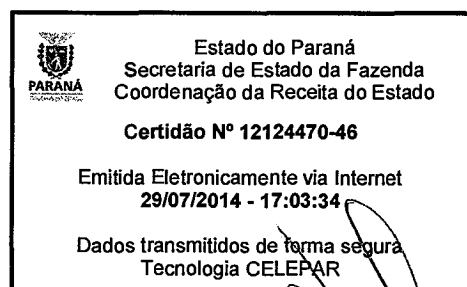 PARANÁ
Estado do Paraná
Secretaria de Estado da Fazenda
Coordenação da Receita do Estado
Certidão Nº 12124470-46
Emitida Eletronicamente via Internet
29/07/2014 - 17:03:34
Dados transmitidos de forma segura
Tecnologia CELEPAR